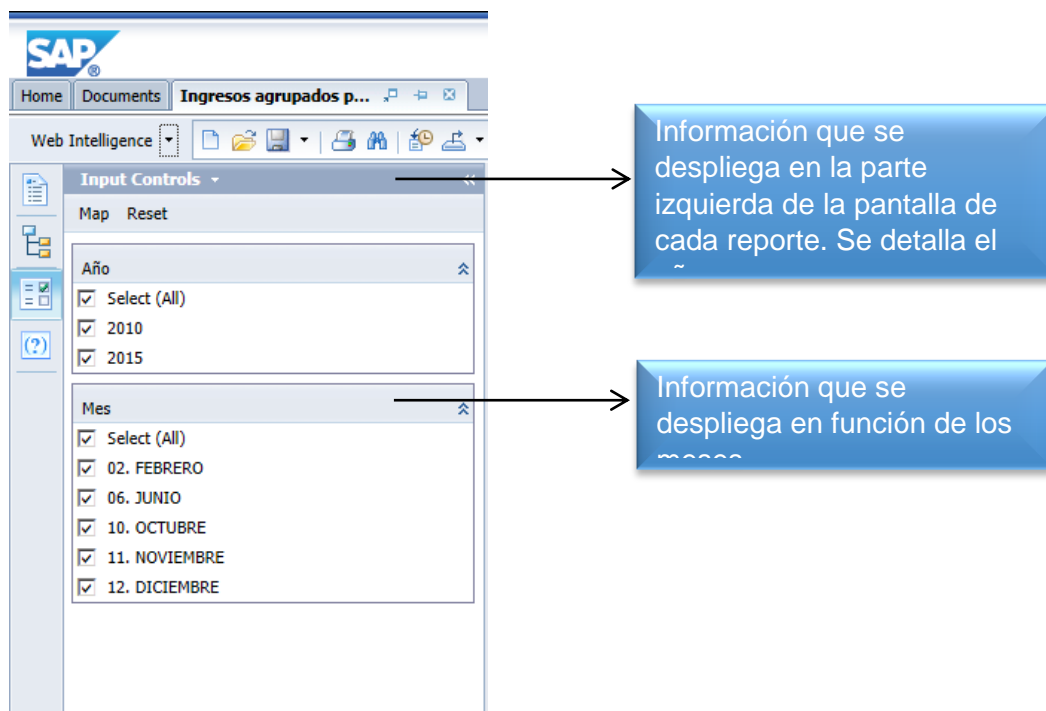 SAP
®
Home Documents Ingresos agrupados p...
Web Intelligence
Input Controls
Map Reset
Año
Select (All)
2010
2015
Mes
Select (All)
02. FEBRERO
06. JUNIO
10. OCTUBRE
11. NOVIEMBRE
12. DICIEMBRE
Información que se
despliega en la parte
izquierda de la pantalla de
cada reporte. Se detalla el
Información que se
despliega en función de los